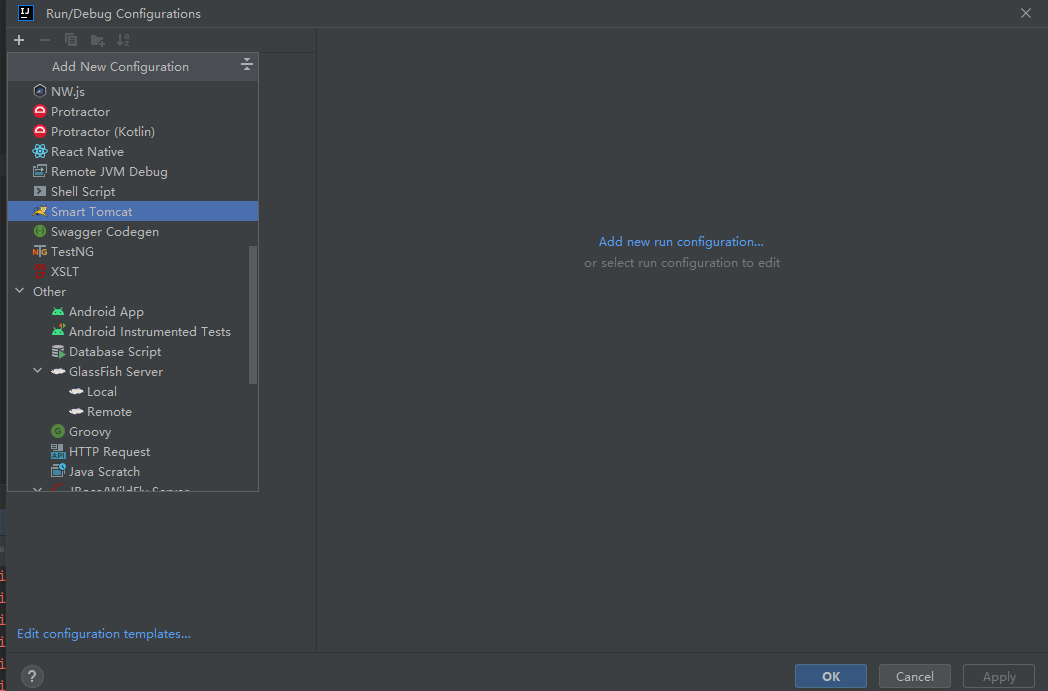 Run/Debug Configurations
Add New Configuration
NW.js
Protractor
Protractor (Kotlin)
React Native
Remote JVM Debug
Shell Script
Smart Tomcat
Swagger Codegen
TestNG
XSLT
Other
Android App
Android Instrumented Tests
Database Script
GlassFish Server
Local
Remote
Groovy
HTTP Request
Java Scratch
JBoss/WildFly Server
Add new run configuration...
or select run configuration to edit
Edit configuration templates...
?
OK
Cancel
Apply